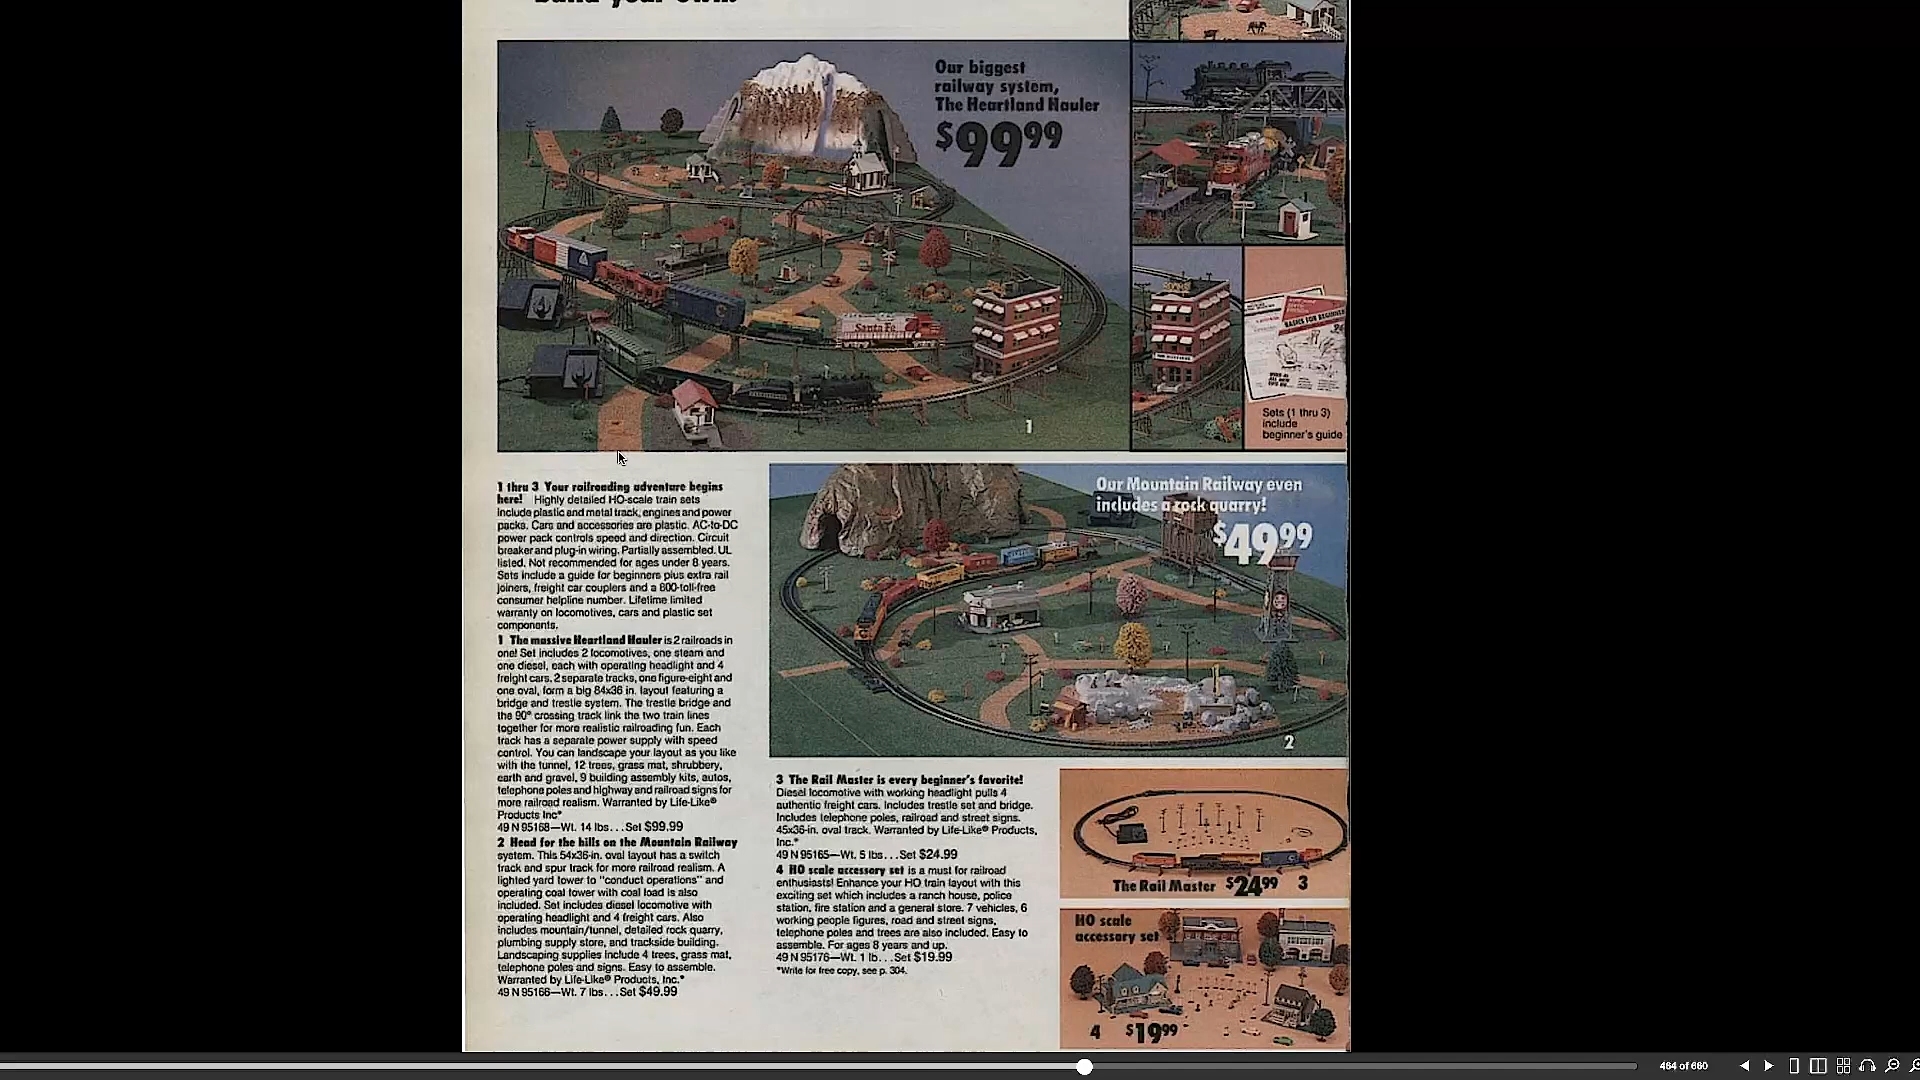 build your own!
Our biggest
railway system,
The Heartland Hauler
$99⁹⁹
Santa Fe
1
BASICS FOR BEGINNERS
Sets (1 thru 3)
include
beginner's guide
1 thru 3 Your railroading adventure begins
here! Highly detailed HO-scale train sets
include plastic and metal track, engines and power
packs. Cars and accessories are plastic. AC-to-DC
power pack controls speed and direction. Circuit
breaker and plug-in wiring. Partially assembled. UL
listed. Not recommended for ages under 8 years.
Sets include a guide for beginners plus extra rail
joiners, freight car couplers and a 800-toll-free
consumer helpline number. Lifetime limited
warranty on locomotives, cars and plastic set
components.
1 The massive Heartland Hauler is 2 railroads in
one! Set includes 2 locomotives, one steam and
one diesel, each with operating headlight and 4
freight cars. 2 separate tracks, one figure-eight and
one oval, form a big 84x36 in. layout featuring a
bridge and trestle system. The trestle bridge and
the 90° crossing track link the two train lines
together for more realistic railroading fun. Each
track has a separate power supply with speed
control. You can landscape your layout as you like
with the tunnel, 12 trees, grass mat, shrubbery,
earth and gravel, 9 building assembly kits, autos,
telephone poles and highway and railroad signs for
more railroad realism. Warranted by Life-Like®
Products Inc*
49 N 95168—Wt. 14 lbs...Set $99.99
2 Head for the hills on the Mountain Railway
system. This 54x36-in. oval layout has a switch
track and spur track for more railroad realism. A
lighted yard tower to "conduct operations" and
operating coal tower with coal load is also
included. Set includes diesel locomotive with
operating headlight and 4 freight cars. Also
includes mountain/tunnel, detailed rock quarry,
plumbing supply store, and trackside building.
Landscaping supplies include 4 trees, grass mat,
telephone poles and signs. Easy to assemble.
Warranted by Life-Like® Products, Inc.*
49 N 95166—Wt. 7 lbs...Set $49.99
Our Mountain Railway even
includes a rock quarry!
$49⁹⁹
2
3 The Rail Master is every beginner's favorite!
Diesel locomotive with working headlight pulls 4
authentic freight cars. Includes trestle set and bridge.
Includes telephone poles, railroad and street signs.
45x36-in. oval track. Warranted by Life-Like® Products,
Inc.*
49 N 95165—Wt. 5 lbs...Set $24.99
4 HO scale accessory set is a must for railroad
enthusiasts! Enhance your HO train layout with this
exciting set which includes a ranch house, police
station, fire station and a general store. 7 vehicles, 6
working people figures, road and street signs,
telephone poles and trees are also included. Easy to
assemble. For ages 8 years and up.
49 N 95176—Wt. 1 lb...Set $19.99
*Write for free copy, see p. 304.
The Rail Master $24⁹⁹ 3
HO scale
accessory set
4 $19⁹⁹
464 of 660